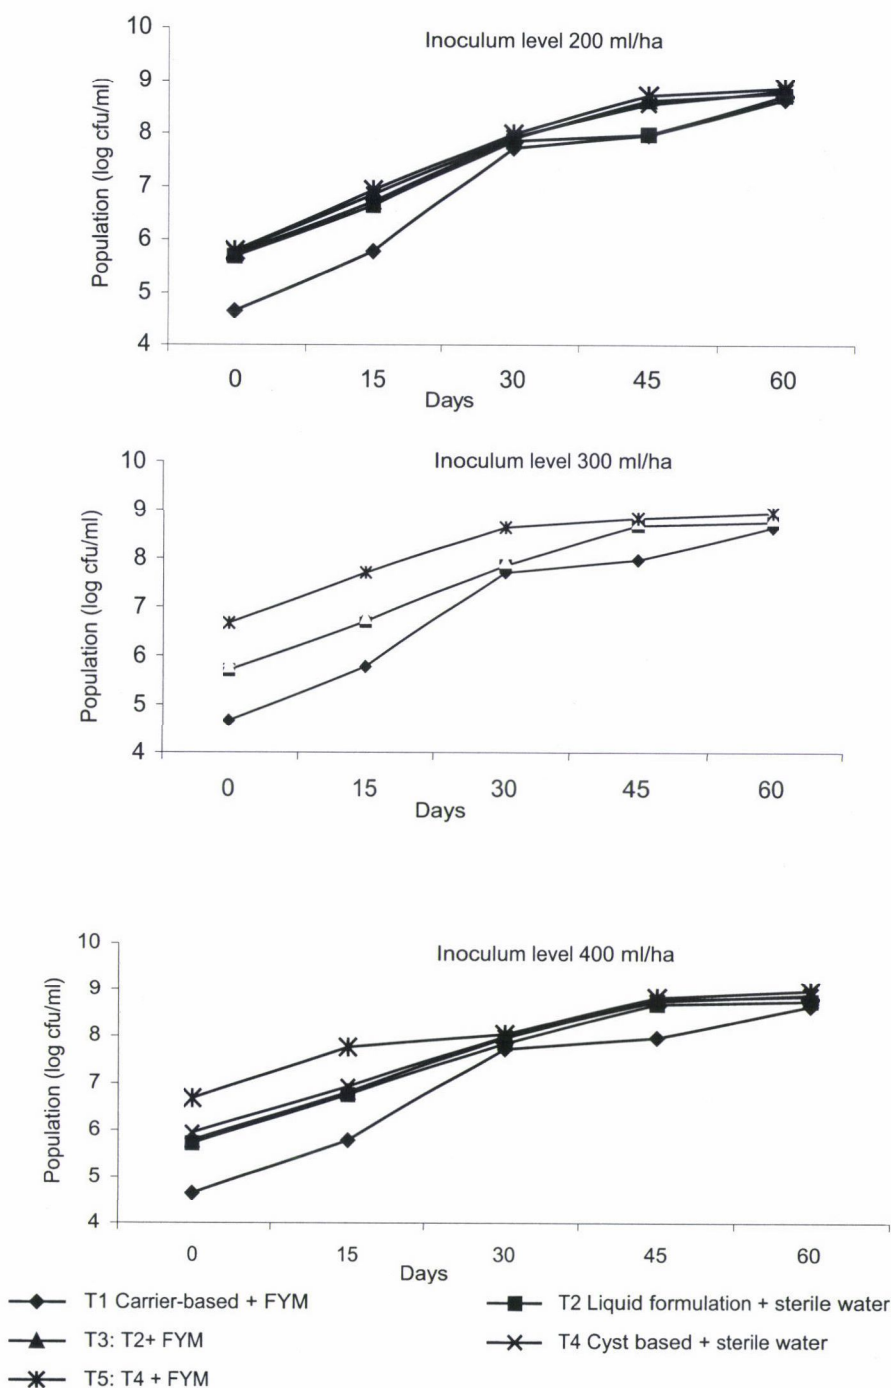 Inoculum level 200 ml/ha
Population (log cfu/ml)
10
9
8
7
6
5
4
0 15 30 45 60
Days
Inoculum level 300 ml/ha
Population (log cfu/ml)
10
9
8
7
6
5
4
0 15 30 45 60
Days
Inoculum level 400 ml/ha
Population (log cfu/ml)
10
9
8
7
6
5
4
0 15 30 45 60
Days
T1 Carrier-based + FYM T2 Liquid formulation + sterile water
T3: T2+ FYM T4 Cyst based + sterile water
T5: T4 + FYM